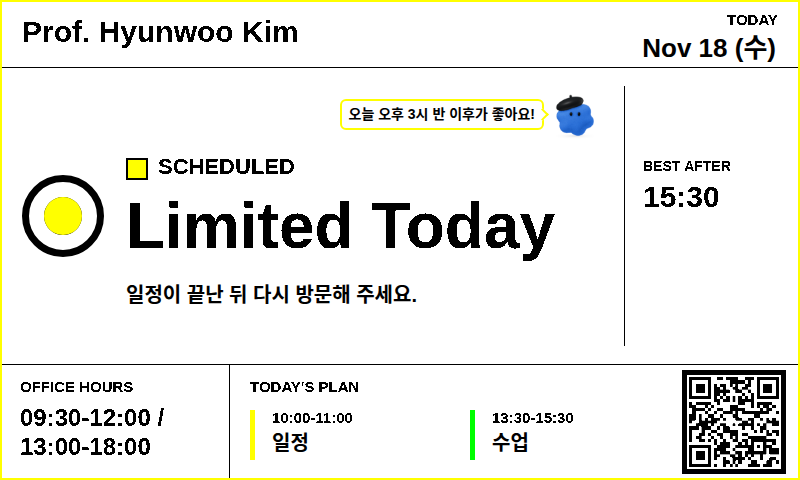 Prof. Hyunwoo Kim
TODAY
Nov 18 (수)
오늘 오후 3시 반 이후가 좋아요!
SCHEDULED
Limited Today
일정이 끝난 뒤 다시 방문해 주세요.
BEST AFTER
15:30
OFFICE HOURS
09:30-12:00 /
13:00-18:00
TODAY'S PLAN
10:00-11:00
일정
13:30-15:30
수업